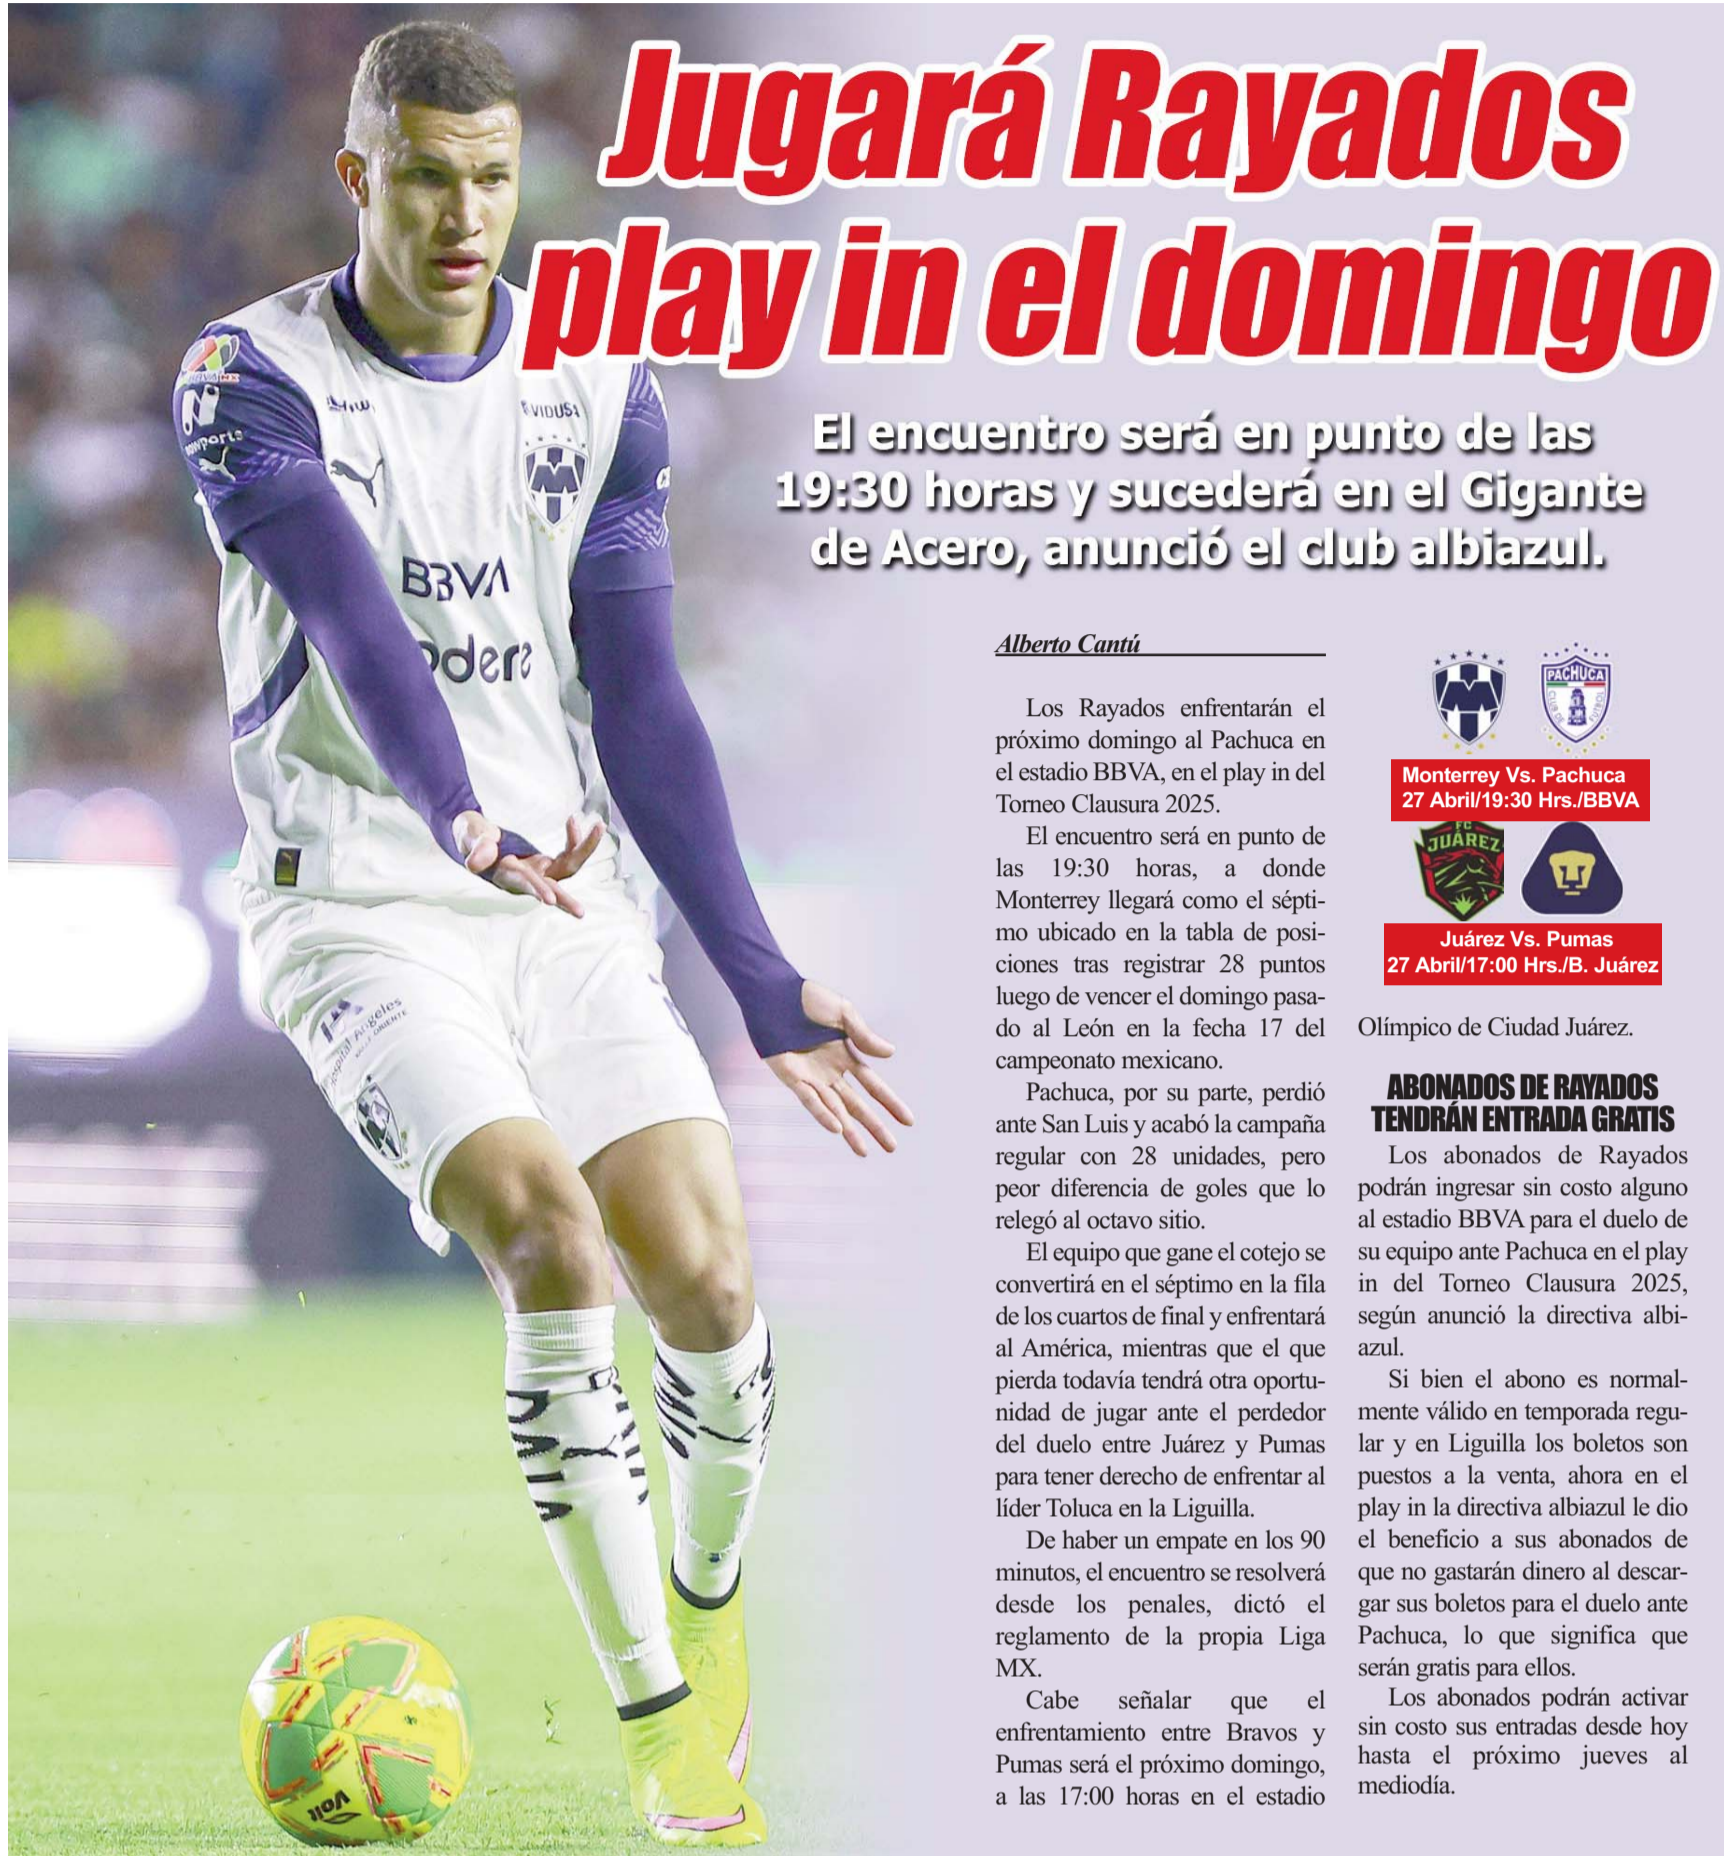 Jugará Rayados
play in el domingo
El encuentro será en punto de las
19:30 horas y sucederá en el Gigante
de Acero, anunció el club albiazul.
Alberto Cantú
Los Rayados enfrentarán el
próximo domingo al Pachuca en
el estadio BBVA, en el play in del
Torneo Clausura 2025.
El encuentro será en punto de
las 19:30 horas, a donde
Monterrey llegará como el sépti-
mo ubicado en la tabla de posi-
ciones tras registrar 28 puntos
luego de vencer el domingo pasa-
do al León en la fecha 17 del
campeonato mexicano.
Pachuca, por su parte, perdió
ante San Luis y acabó la campaña
regular con 28 unidades, pero
peor diferencia de goles que lo
relegó al octavo sitio.
El equipo que gane el cotejo se
convertirá en el séptimo en la fila
de los cuartos de final y enfrentará
al América, mientras que el que
pierda todavía tendrá otra oportu-
nidad de jugar ante el perdedor
del duelo entre Juárez y Pumas
para tener derecho de enfrentar al
líder Toluca en la Liguilla.
De haber un empate en los 90
minutos, el encuentro se resolverá
desde los penales, dictó el
reglamento de la propia Liga
MX.
Cabe señalar que el
enfrentamiento entre Bravos y
Pumas será el próximo domingo,
a las 17:00 horas en el estadio
PACHUCA
CLUB DE FUTBOL
Monterrey Vs. Pachuca
27 Abril/19:30 Hrs./BBVA
FC
JUÁREZ
Juárez Vs. Pumas
27 Abril/17:00 Hrs./B. Juárez
Olímpico de Ciudad Juárez.
ABONADOS DE RAYADOS
TENDRÁN ENTRADA GRATIS
Los abonados de Rayados
podrán ingresar sin costo alguno
al estadio BBVA para el duelo de
su equipo ante Pachuca en el play
in del Torneo Clausura 2025,
según anunció la directiva albi-
azul.
Si bien el abono es normal-
mente válido en temporada regu-
lar y en Liguilla los boletos son
puestos a la venta, ahora en el
play in la directiva albiazul le dio
el beneficio a sus abonados de
que no gastarán dinero al descar-
gar sus boletos para el duelo ante
Pachuca, lo que significa que
serán gratis para ellos.
Los abonados podrán activar
sin costo sus entradas desde hoy
hasta el próximo jueves al
mediodía.
VIDUSA
BBVA
Hospital Angeles
VALLE ORIENTE
Voit